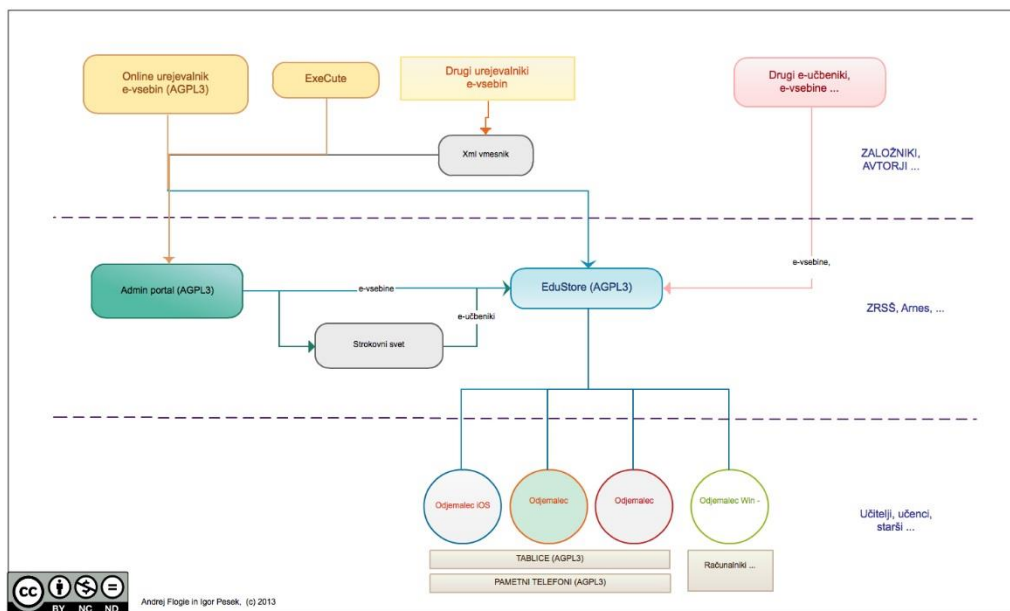 Online urejevalnik
e-vsebin (AGPL3)
ExeCute
Drugi urejevalniki
e-vsebin
Drugi e-učbeniki,
e-vsebine ...
Xml vmesnik
ZALOŽNIKI,
AVTORJI ...
e-vsebine,
Admin portal (AGPL3)
e-vsebine
EduStore (AGPL3)
ZRSŠ, Arnes, ...
e-učbeniki
Strokovni svet
Odjemalec iOS
Odjemalec
Odjemalec
Odjemalec Win -
Učitelji, učenci,
starši ...
TABLICE (AGPL3)
Računalniki ...
PAMETNI TELEFONI (AGPL3)
cc
BY NC ND
Andrej Flogie in Igor Pesek, (c) 2013